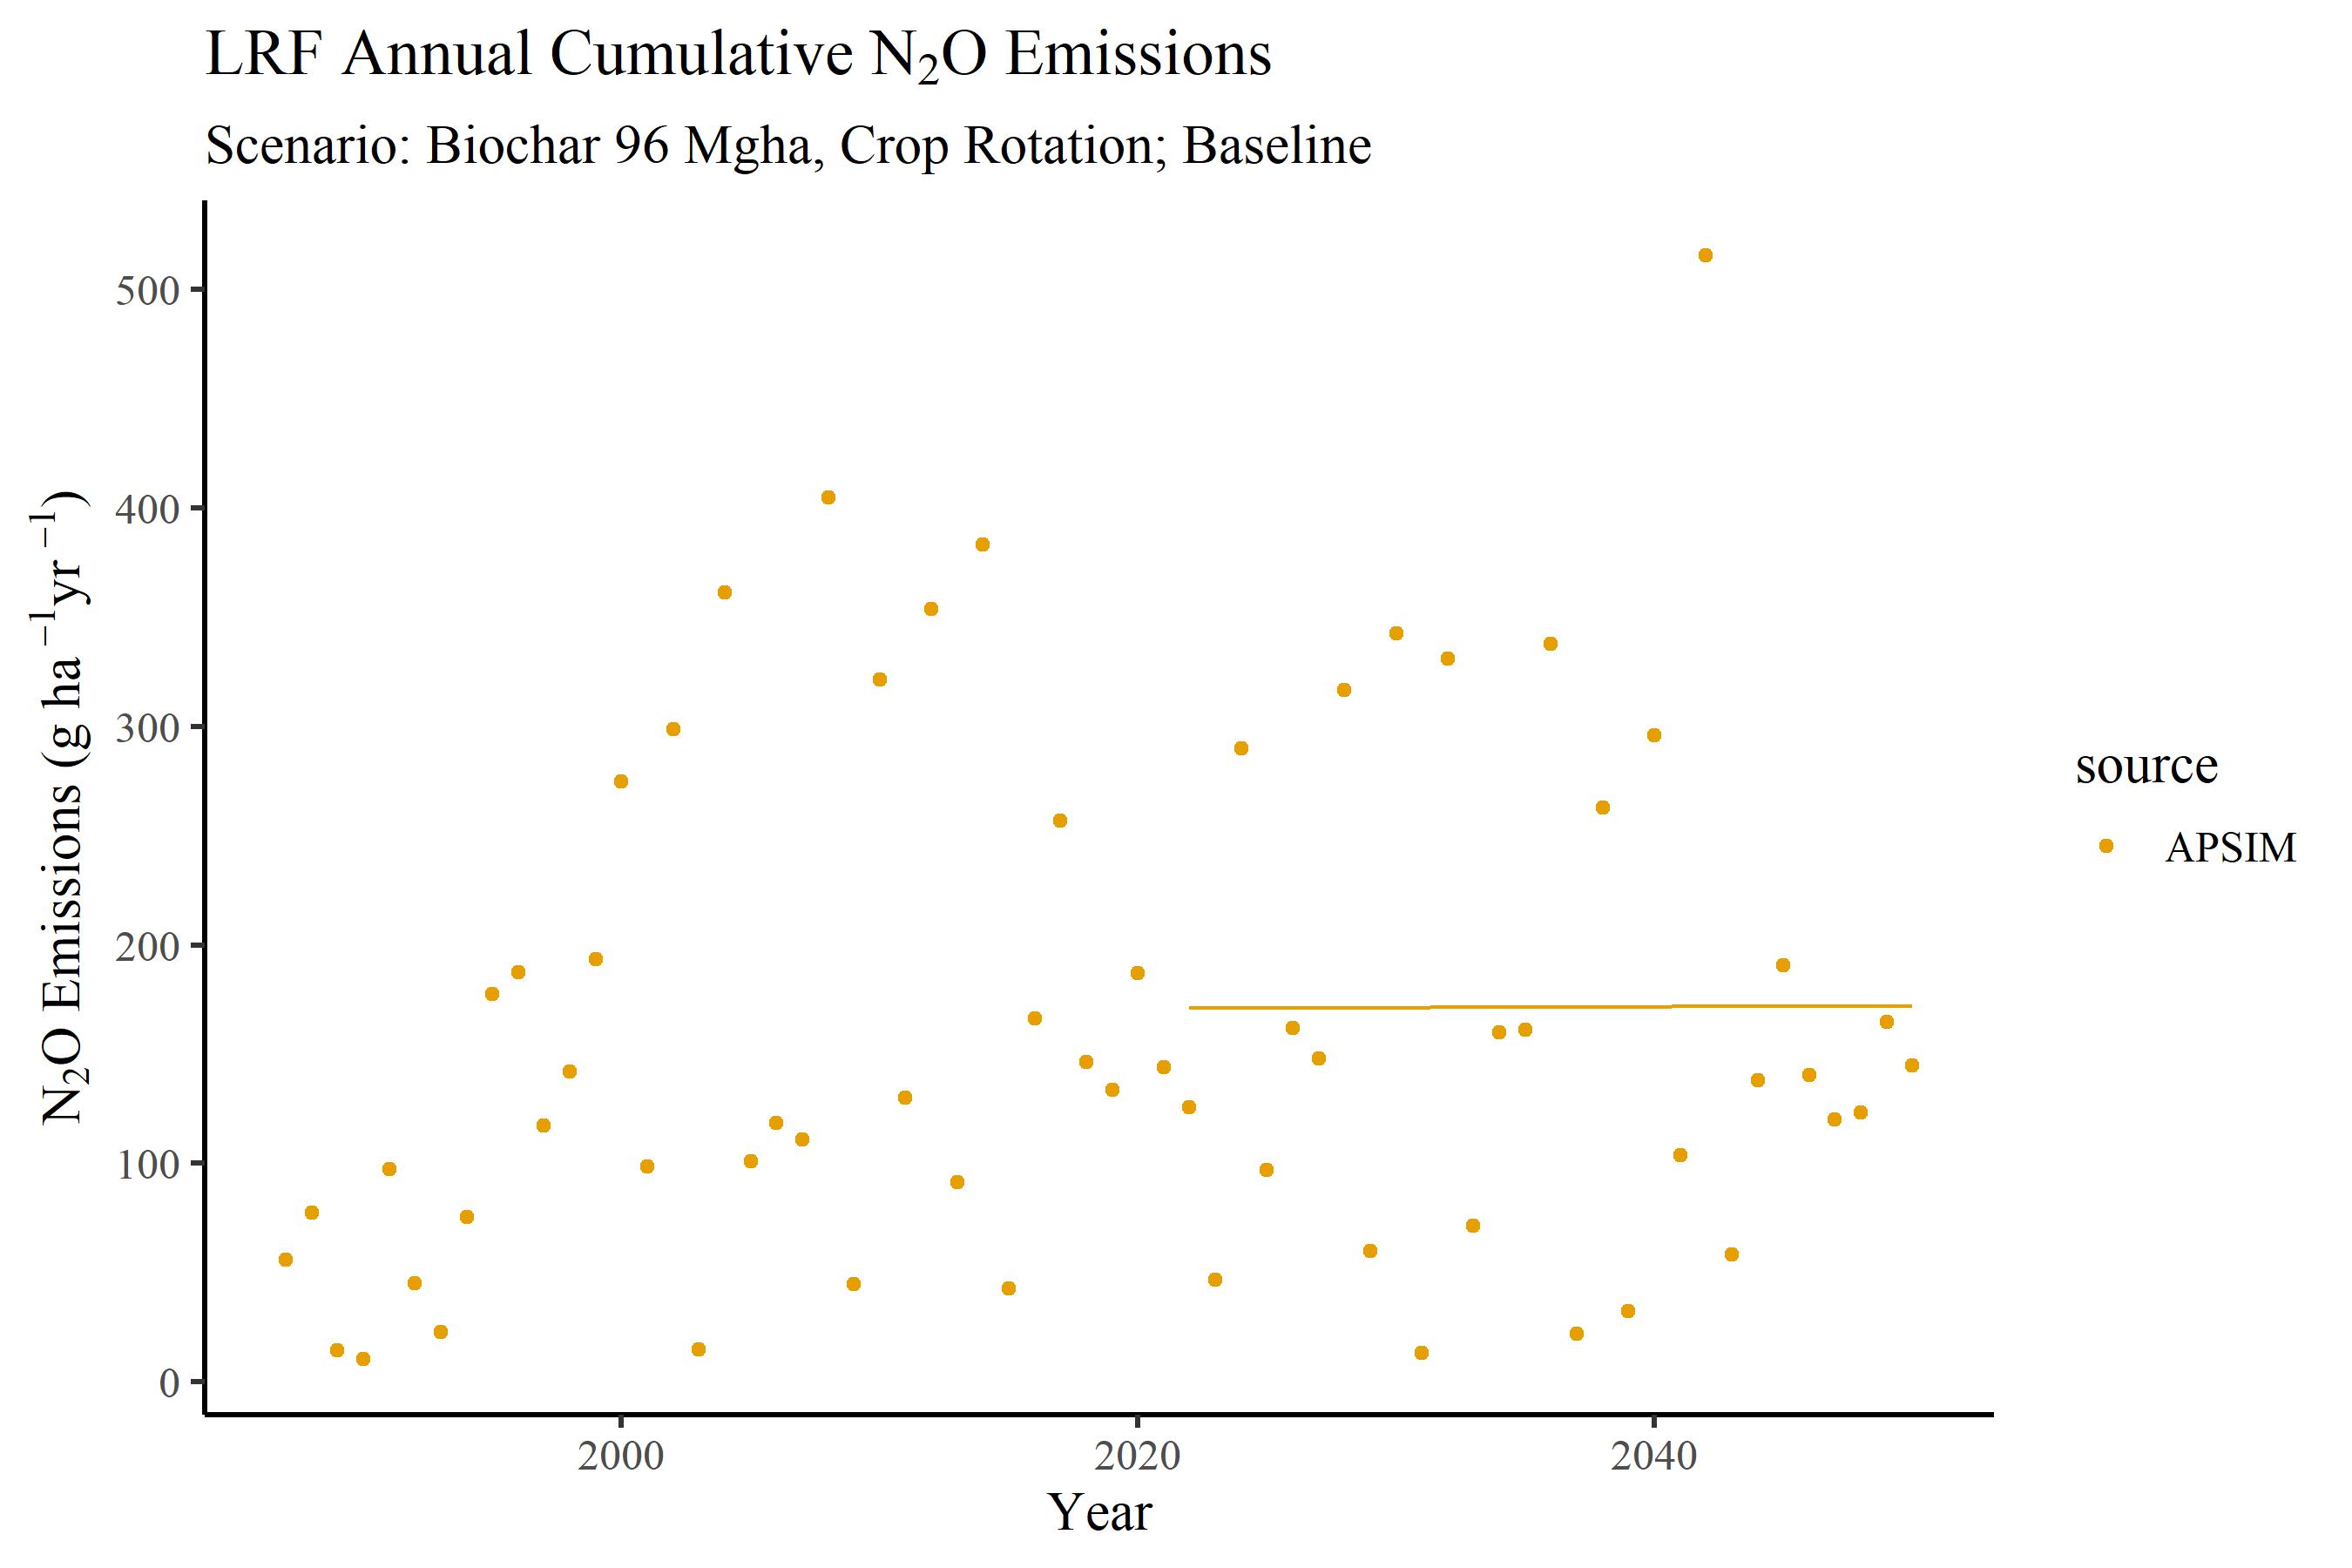 LRF Annual Cumulative N₂O Emissions
Scenario: Biochar 96 Mgha, Crop Rotation; Baseline
N₂O Emissions (g ha⁻¹yr⁻¹)
500
400
300
200
100
0
2000 2020 2040
Year
source
APSIM